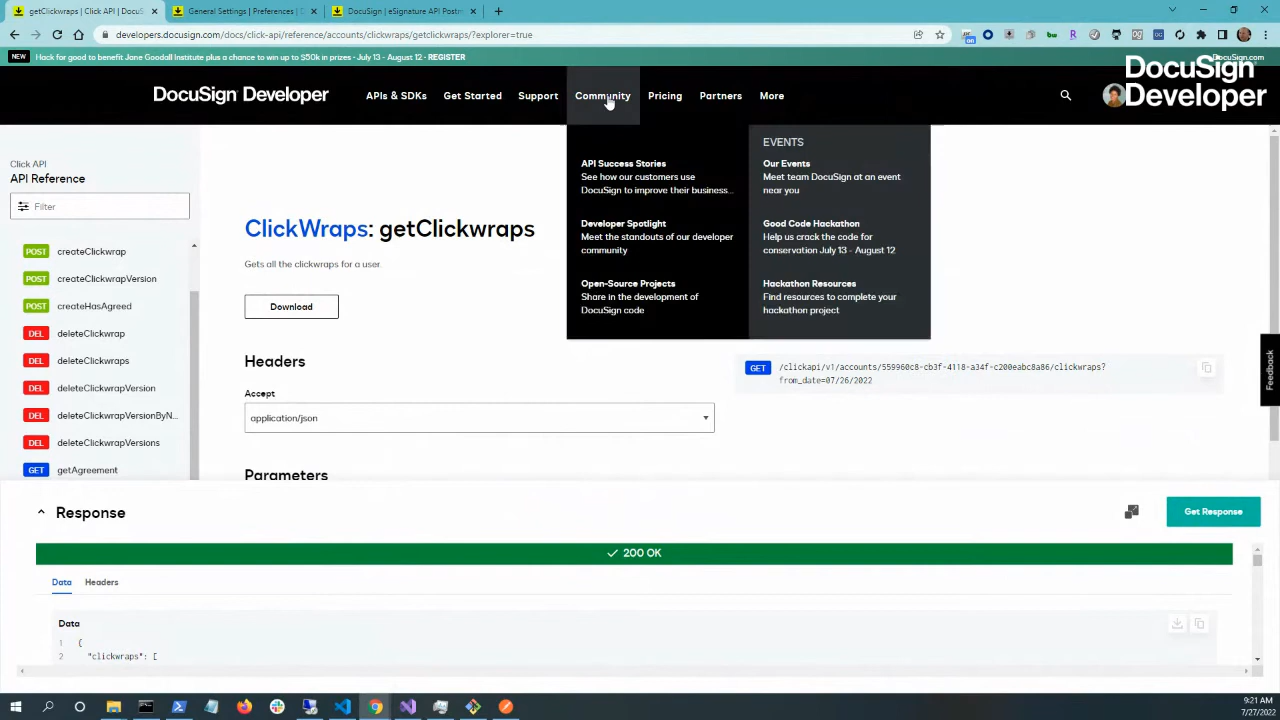 getClickwraps | Click API | DocuS
General Settings | Preferences | D
DocuSign | eSignature API Postm
developers.docusign.com/docs/click-api/reference/accounts/clickwraps/getclickwraps/?explore=true
NEW Hack for good to benefit Jane Goodall Institute plus a chance to win up to $50k in prizes - July 13 - August 12 - REGISTER
DocuSign.com
DocuSign Developer
APIs & SDKs
Get Started
Support
Community
Pricing
Partners
More
DocuSign
Developer
Click API
API Reference
Filter
POST createClickwrap
POST createClickwrapVersion
POST createHasAgreed
DEL deleteClickwrap
DEL deleteClickwraps
DEL deleteClickwrapVersion
DEL deleteClickwrapVersionByN...
DEL deleteClickwrapVersions
GET getAgreement
ClickWraps: getClickwraps
Gets all the clickwraps for a user
Download
Headers
Accept
application/json
Parameters
API Success Stories
See how our customers use
DocuSign to improve their business...
Developer Spotlight
Meet the standouts of our developer
community
Open-Source Projects
Share in the development of
DocuSign code
EVENTS
Our Events
Meet team DocuSign at an event
near you
Good Code Hackathon
Help us crack the code for
conservation July 13 - August 12
Hackathon Resources
Find resources to complete your
hackathon project
GET /clickapi/v1/accounts/559960c8-cb3f-4118-a34f-c200eabc8a86/clickwraps?
from_date=07/26/2022
Feedback
Response
Get Response
200 OK
Data
Headers
Data
1 {
2 "clickwraps": [
9:21 AM
7/27/2022